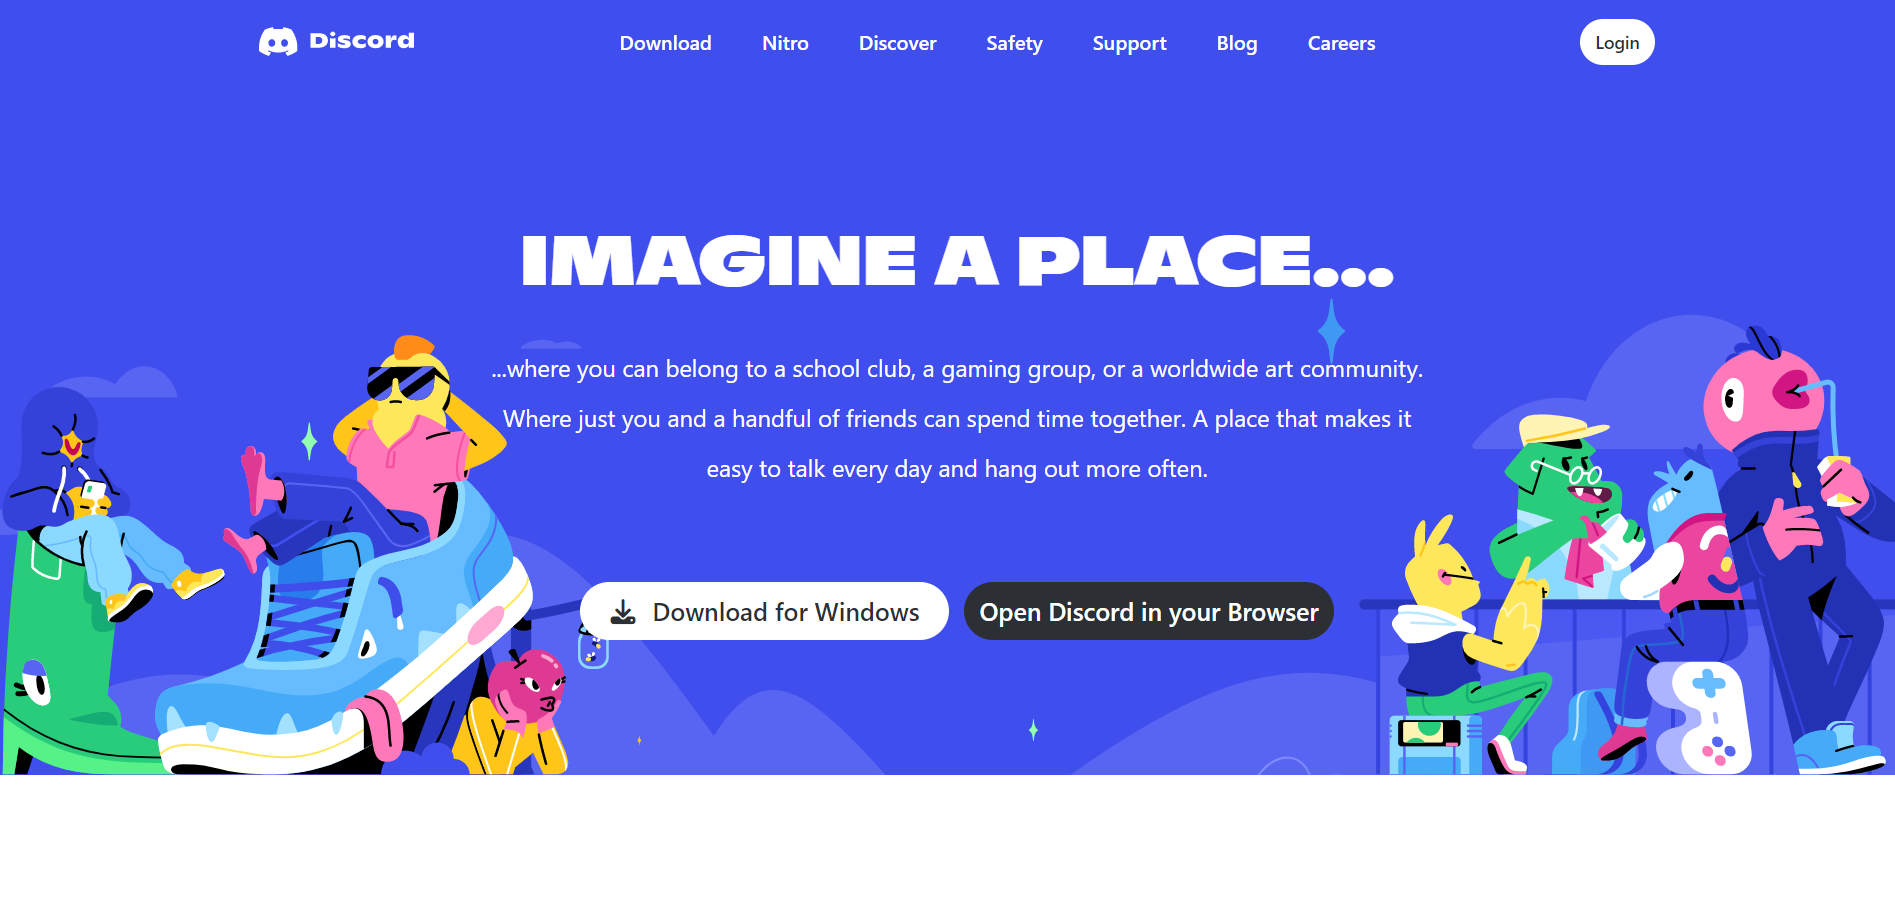 Discord
Download
Nitro
Discover
Safety
Support
Blog
Careers
Login
IMAGINE A PLACE...
...where you can belong to a school club, a gaming group, or a worldwide art community.
Where just you and a handful of friends can spend time together. A place that makes it
easy to talk every day and hang out more often.
Download for Windows
Open Discord in your Browser